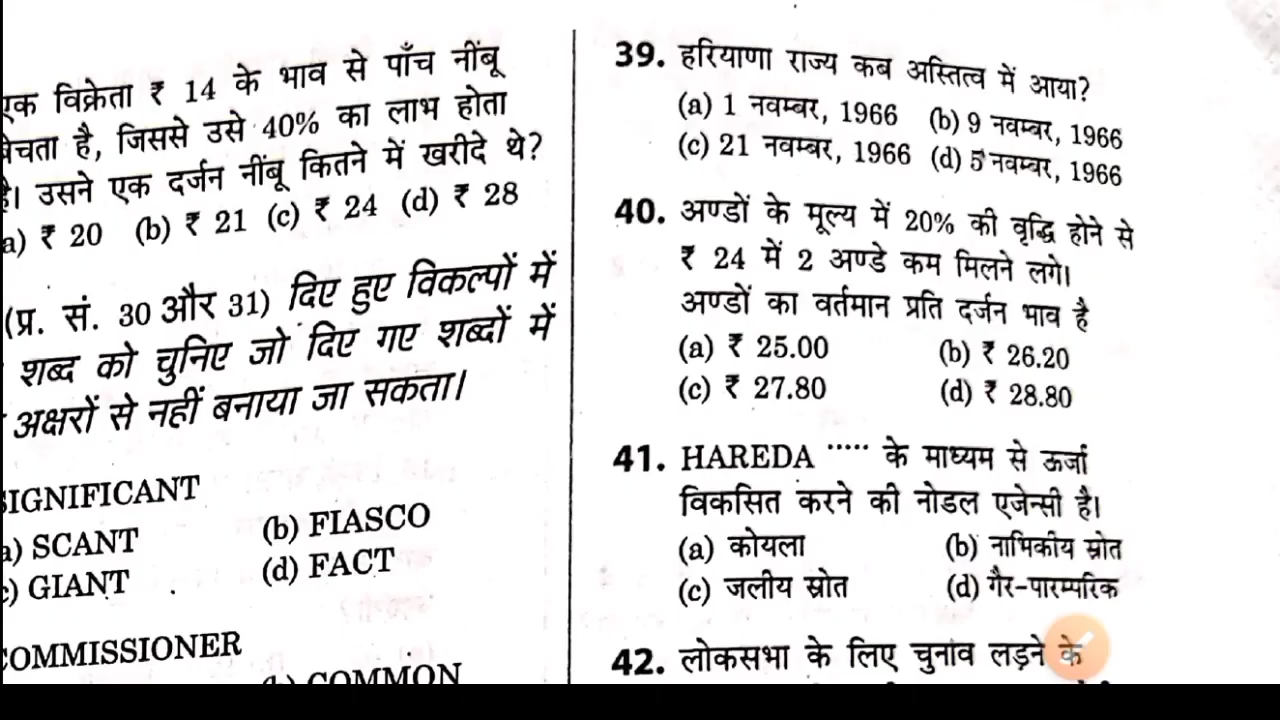 एक विक्रेता ₹ 14 के भाव से पाँच नींबू
बेचता है, जिससे उसे 40% का लाभ होता
है। उसने एक दर्जन नींबू कितने में खरीदे थे?
a) ₹ 20 (b) ₹ 21 (c) ₹ 24 (d) ₹ 28
(प्र. सं. 30 और 31) दिए हुए विकल्पों में
शब्द को चुनिए जो दिए गए शब्दों में
अक्षरों से नहीं बनाया जा सकता।
SIGNIFICANT
a) SCANT (b) FIASCO
c) GIANT (d) FACT
COMMISSIONER
COMMON
39. हरियाणा राज्य कब अस्तित्व में आया?
(a) 1 नवम्बर, 1966 (b) 9 नवम्बर, 1966
(c) 21 नवम्बर, 1966 (d) 5 नवम्बर, 1966
40. अण्डों के मूल्य में 20% की वृद्धि होने से
₹ 24 में 2 अण्डे कम मिलने लगे।
अण्डों का वर्तमान प्रति दर्जन भाव है
(a) ₹ 25.00 (b) ₹ 26.20
(c) ₹ 27.80 (d) ₹ 28.80
41. HAREDA ..... के माध्यम से ऊर्जा
विकसित करने की नोडल एजेन्सी है।
(a) कोयला (b) नाभिकीय स्रोत
(c) जलीय स्रोत (d) गैर-पारम्परिक
42. लोकसभा के लिए चुनाव लड़ने के